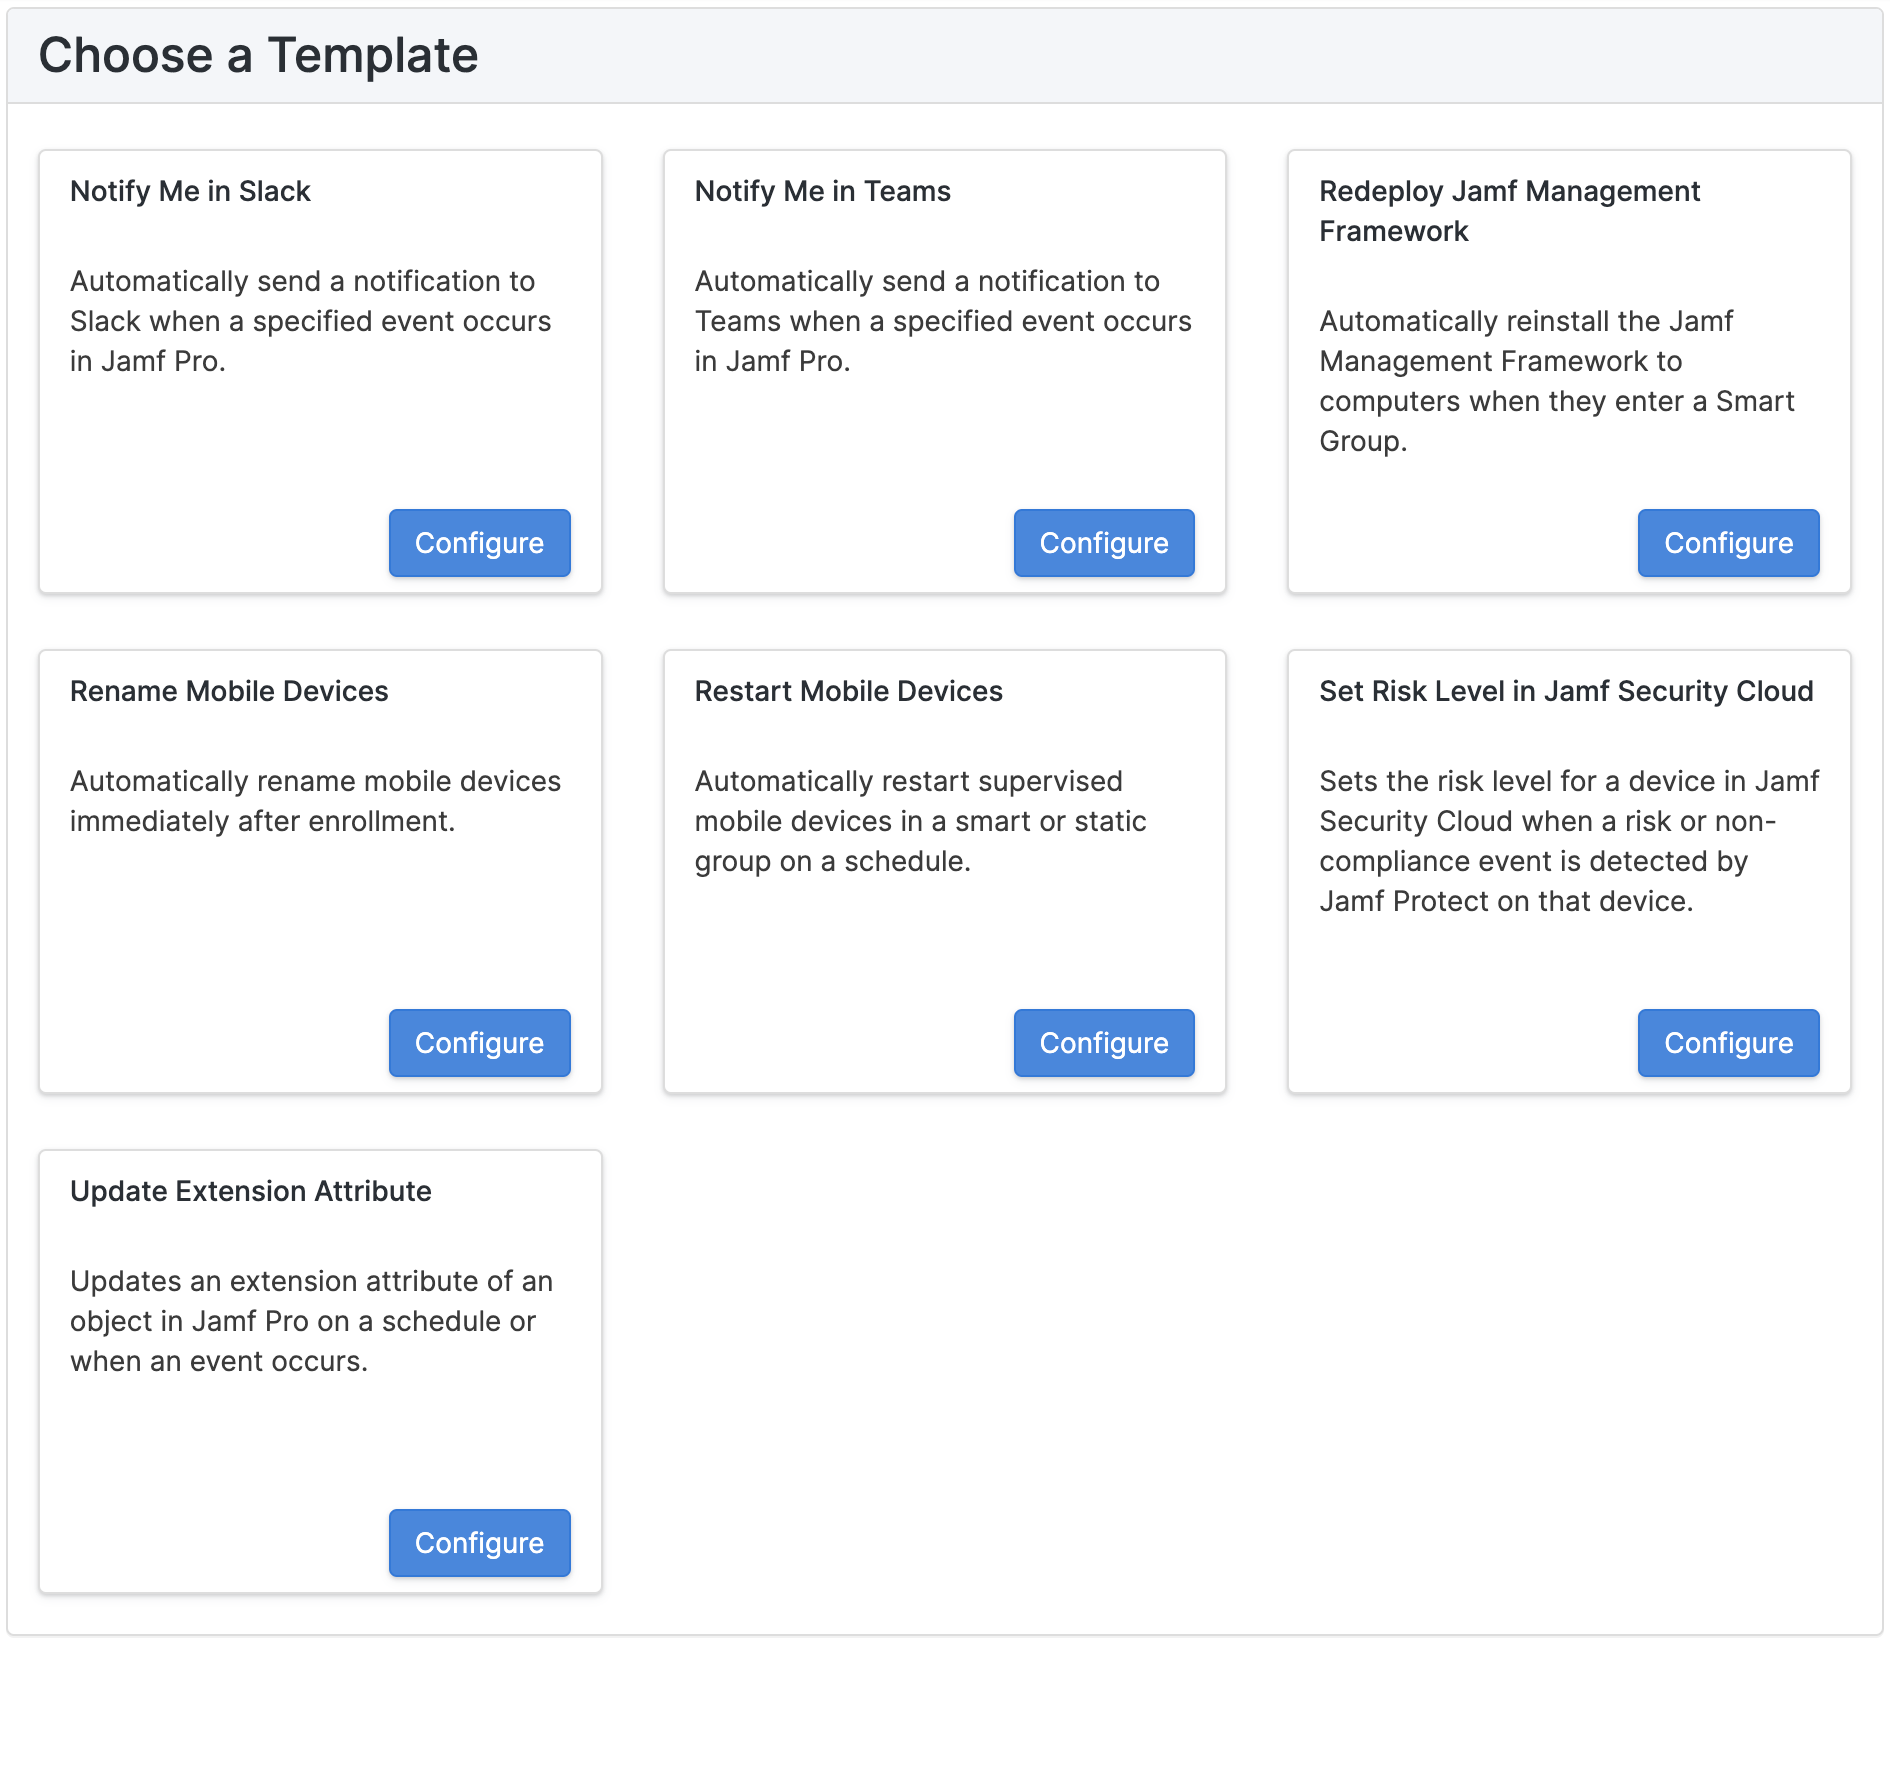 Choose a Template
Notify Me in Slack
Automatically send a notification to
Slack when a specified event occurs
in Jamf Pro.
Configure
Notify Me in Teams
Automatically send a notification to
Teams when a specified event occurs
in Jamf Pro.
Configure
Redeploy Jamf Management
Framework
Automatically reinstall the Jamf
Management Framework to
computers when they enter a Smart
Group.
Configure
Rename Mobile Devices
Automatically rename mobile devices
immediately after enrollment.
Configure
Restart Mobile Devices
Automatically restart supervised
mobile devices in a smart or static
group on a schedule.
Configure
Set Risk Level in Jamf Security Cloud
Sets the risk level for a device in Jamf
Security Cloud when a risk or non-
compliance event is detected by
Jamf Protect on that device.
Configure
Update Extension Attribute
Updates an extension attribute of an
object in Jamf Pro on a schedule or
when an event occurs.
Configure